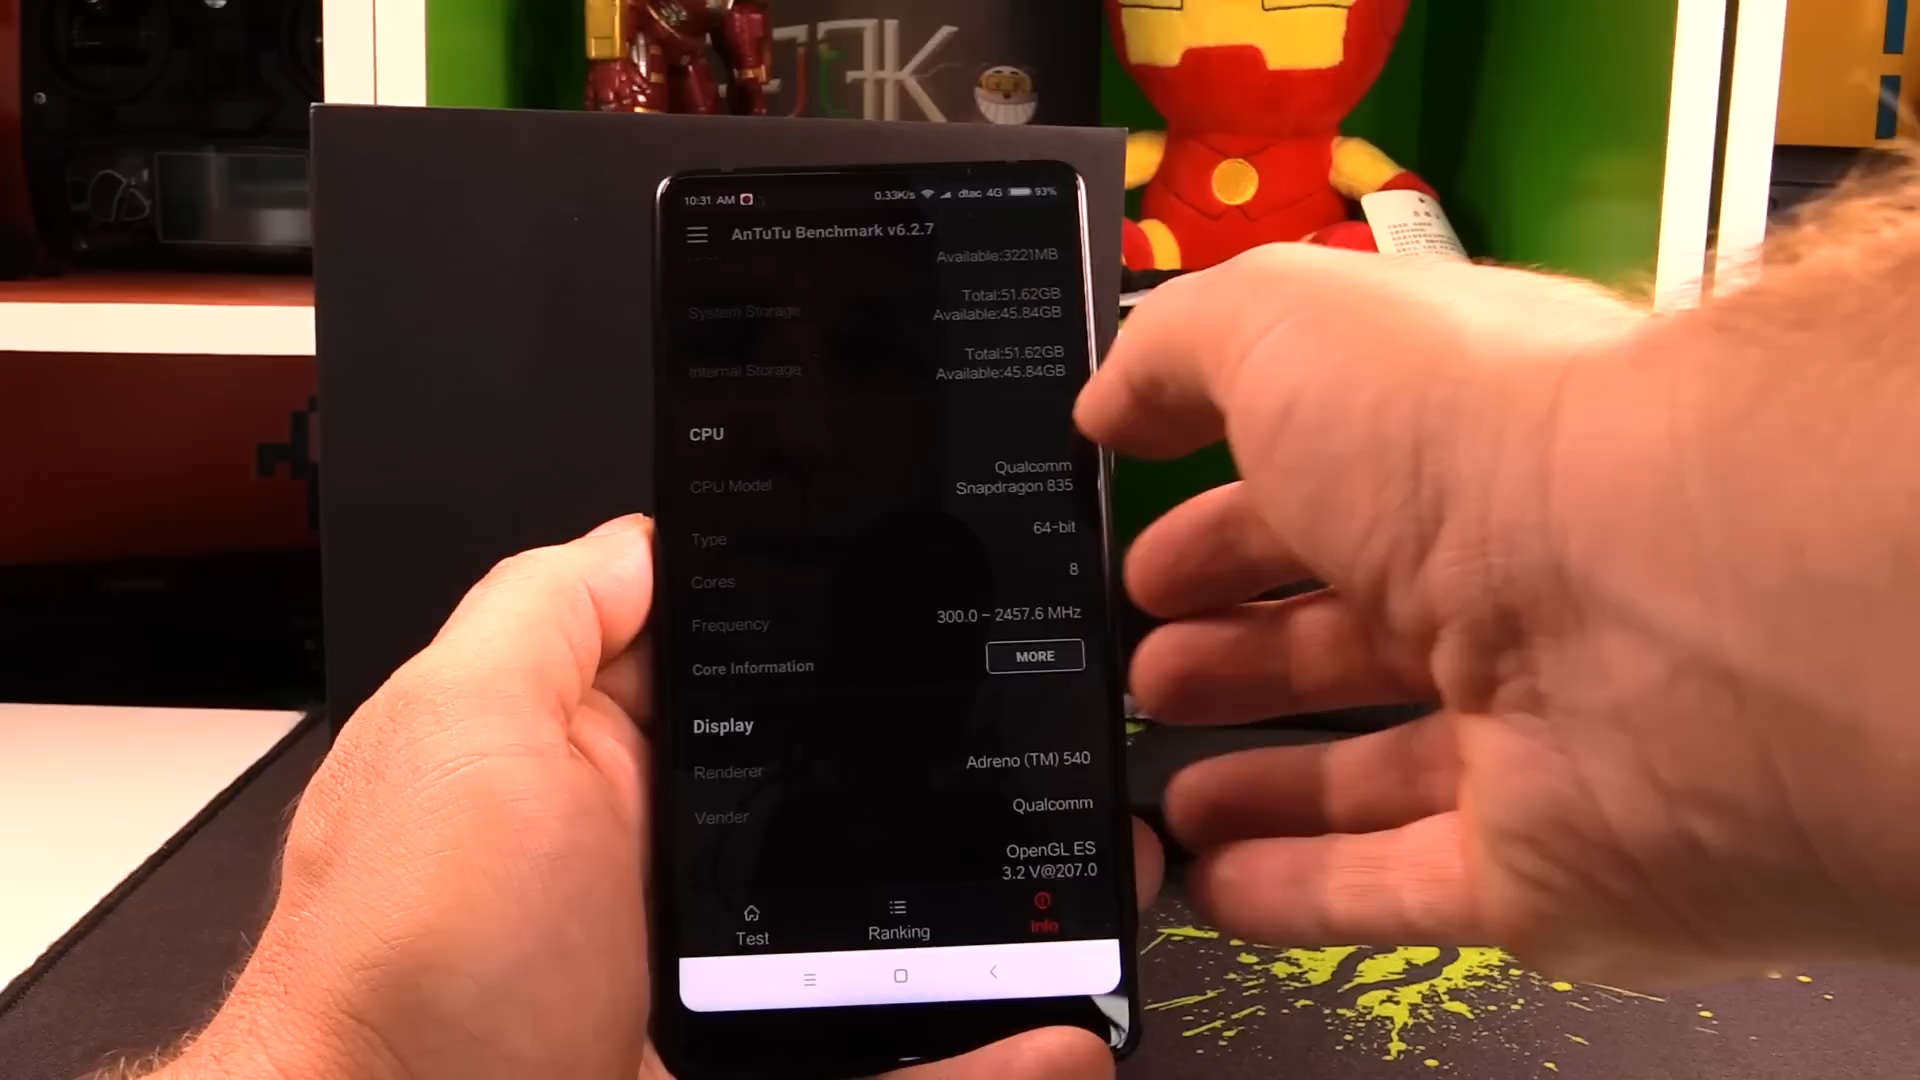 JtFK
10:31 AM 0.33K/s dtac 4G 93%
AnTuTu Benchmark v6.2.7
Available:3221MB
System Storage
Total:51.62GB
Available:45.84GB
Internal Storage
Total:51.62GB
Available:45.84GB
CPU
CPU Model
Qualcomm
Snapdragon 835
Type
64-bit
Cores
8
Frequency
300.0 – 2457.6 MHz
Core Information
MORE
Display
Renderer
Adreno (TM) 540
Vender
Qualcomm
OpenGL ES
3.2 V@207.0
Test
Ranking
Info